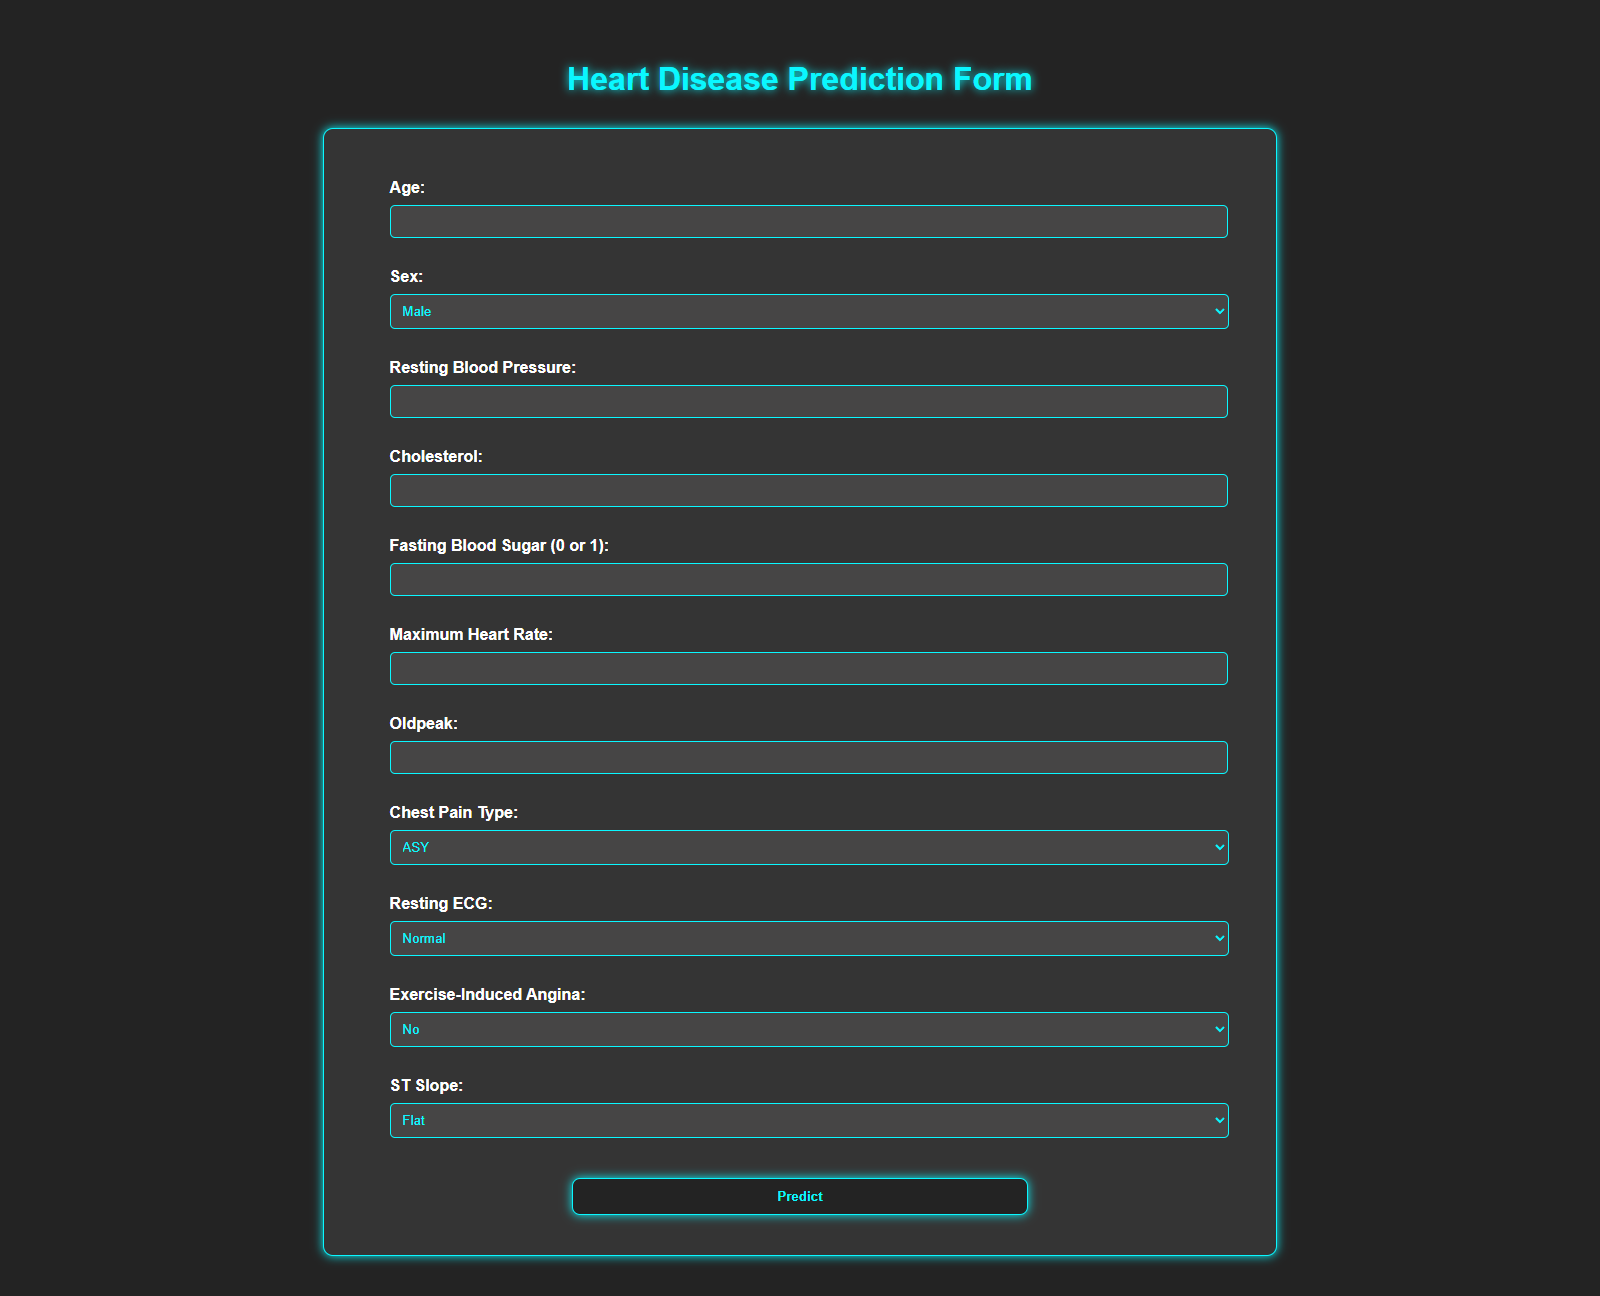 Heart Disease Prediction Form
Age:
Sex:
Male
Resting Blood Pressure:
Cholesterol:
Fasting Blood Sugar (0 or 1):
Maximum Heart Rate:
Oldpeak:
Chest Pain Type:
ASY
Resting ECG:
Normal
Exercise-Induced Angina:
No
ST Slope:
Flat
Predict